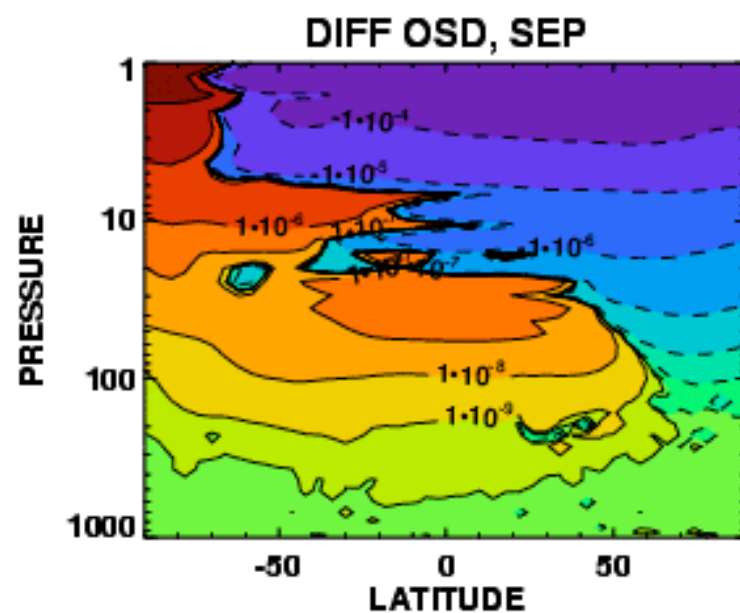 DIFF OSD, SEP
1
-1•10⁻⁴
-1•10⁻⁵
10
1•10⁻⁶
-1•10⁻⁶
PRESSURE
1•10⁻⁸
100
1•10⁻⁹
1000
-50 0 50
LATITUDE